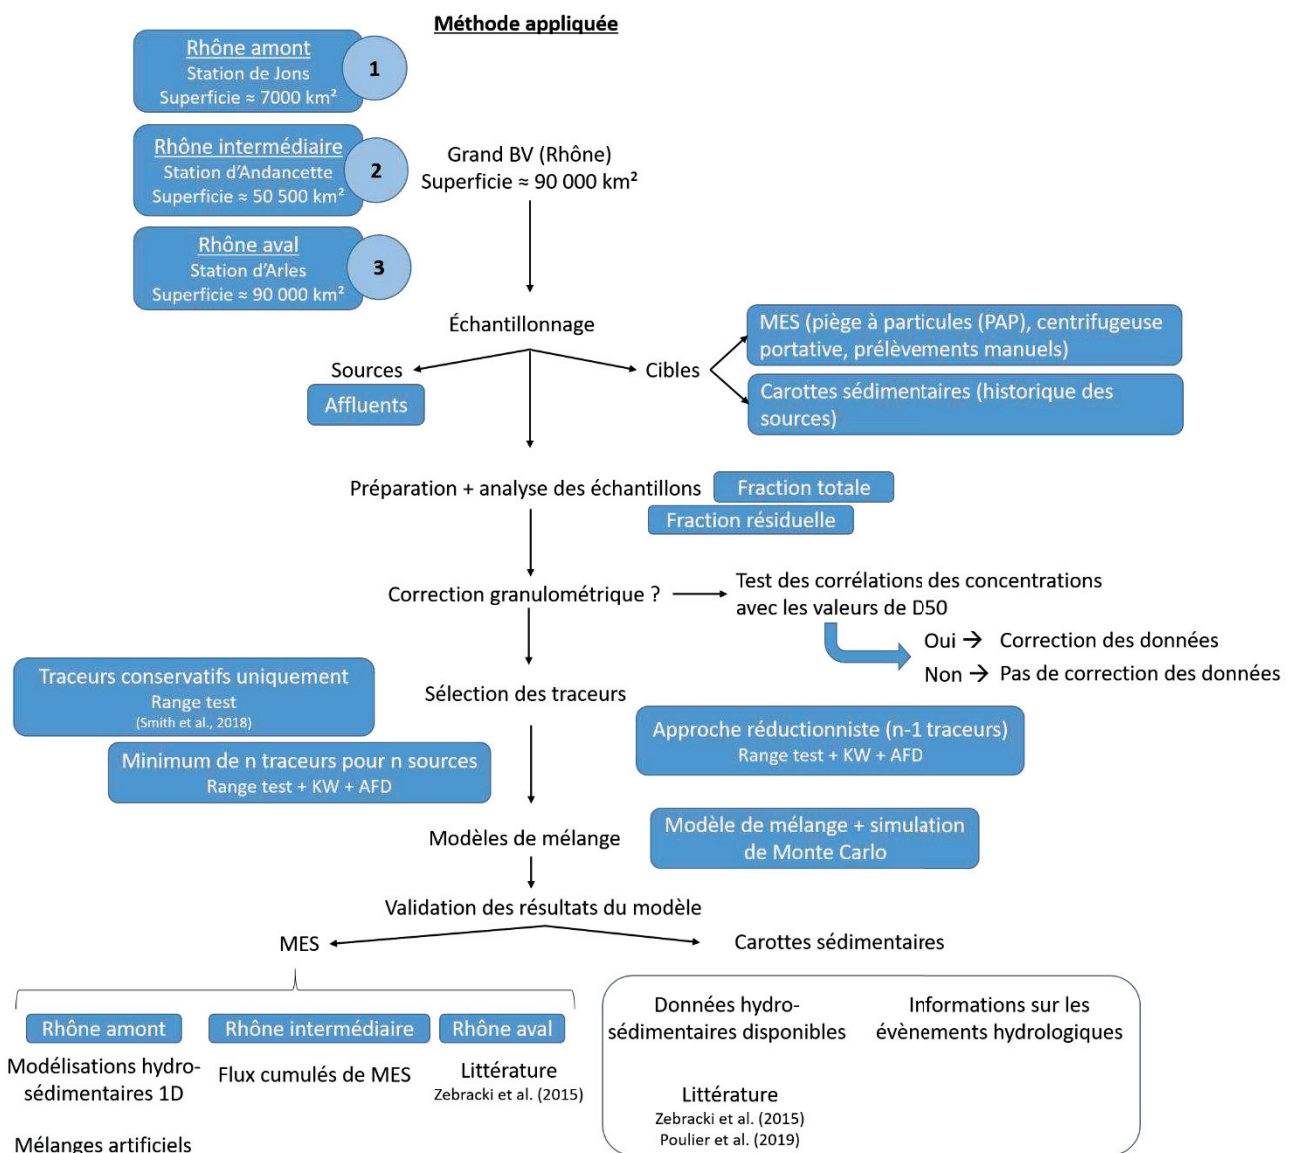 Méthode appliquée
Rhône amont
Station de Jons
Superficie ≈ 7000 km²
1
Rhône intermédiaire
Station d'Andancette
Superficie ≈ 50 500 km²
2
Rhône aval
Station d'Arles
Superficie ≈ 90 000 km²
3
Grand BV (Rhône)
Superficie ≈ 90 000 km²
Échantillonnage
Sources
Affluents
Cibles
MES (piège à particules (PAP), centrifugeuse
portative, prélèvements manuels)
Carottes sédimentaires (historique des
sources)
Préparation + analyse des échantillons
Fraction totale
Fraction résiduelle
Correction granulométrique ?
Test des corrélations des concentrations
avec les valeurs de D50
Oui → Correction des données
Non → Pas de correction des données
Sélection des traceurs
Traceurs conservatifs uniquement
Range test
(Smith et al., 2018)
Minimum de n traceurs pour n sources
Range test + KW + AFD
Approche réductionniste (n-1 traceurs)
Range test + KW + AFD
Modèles de mélange
Modèle de mélange + simulation
de Monte Carlo
Validation des résultats du modèle
MES
Carottes sédimentaires
Rhône amont
Modélisations hydro-
sédimentaires 1D
Mélanges artificiels
Rhône intermédiaire
Flux cumulés de MES
Rhône aval
Littérature
Zebracki et al. (2015)
Données hydro-
sédimentaires disponibles
Littérature
Zebracki et al. (2015)
Poulier et al. (2019)
Informations sur les
évènements hydrologiques